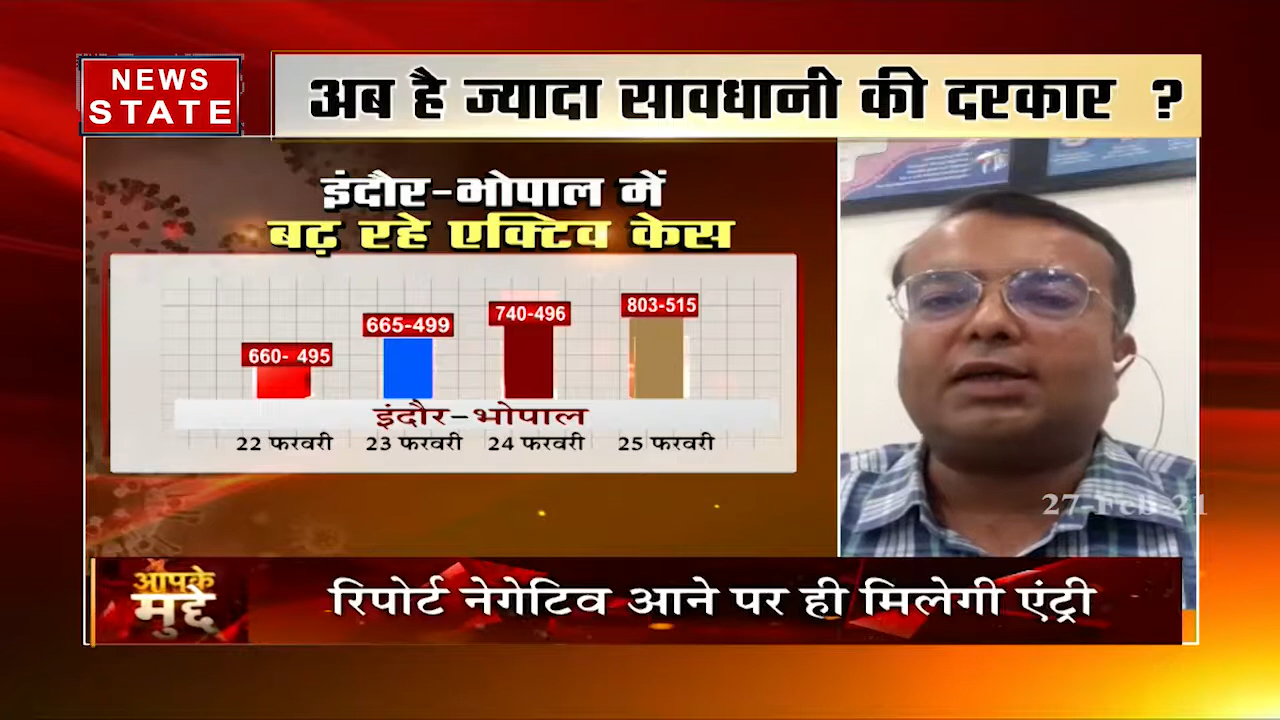 NEWS
STATE
अब है ज्यादा सावधानी की दरकार ?
इंदौर-भोपाल में
बढ़ रहे एक्टिव केस
660- 495
665-499
740-496
803-515
इंदौर-भोपाल
22 फरवरी 23 फरवरी 24 फरवरी 25 फरवरी
27-Feb-21
आपके
मुद्दे
रिपोर्ट नेगेटिव आने पर ही मिलेगी एंट्री